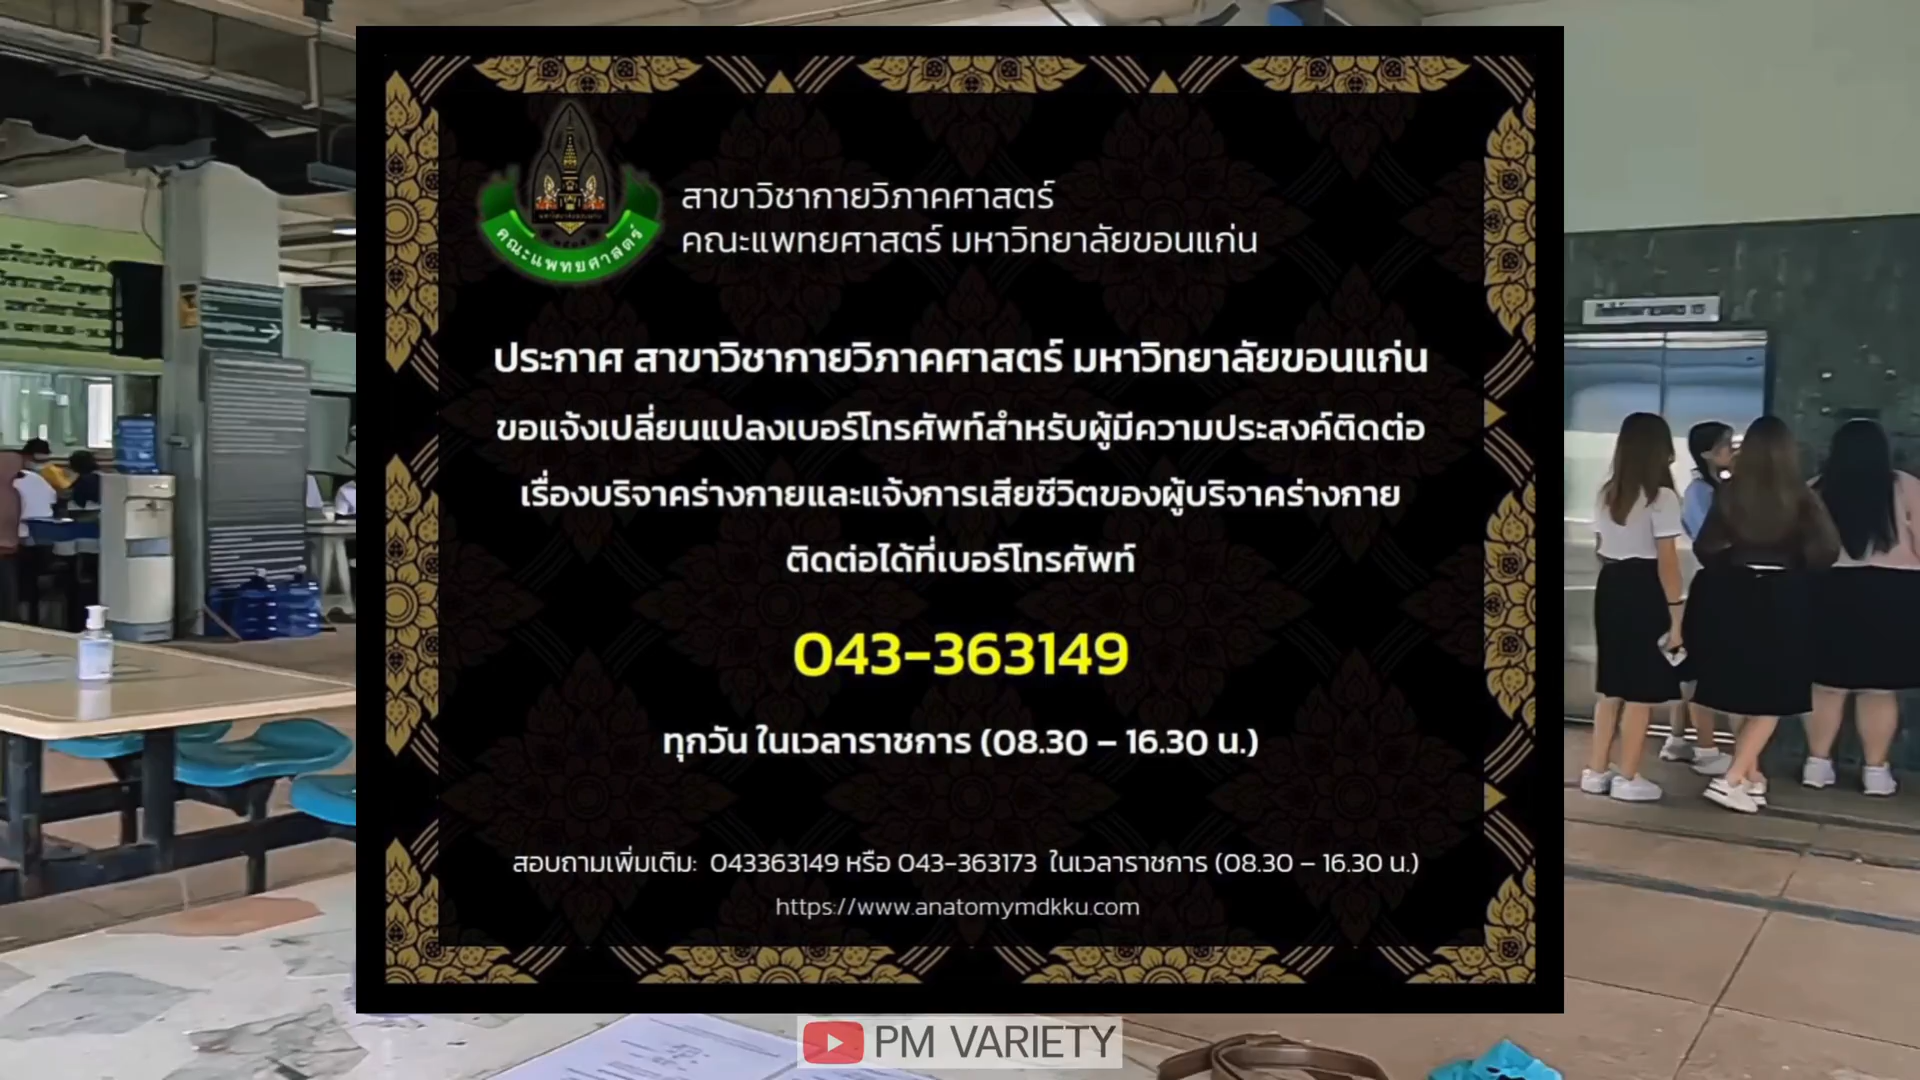 สาขาวิชากายวิภาคศาสตร์
คณะแพทยศาสตร์ มหาวิทยาลัยขอนแก่น
คณะแพทยศาสตร์
ประกาศ สาขาวิชากายวิภาคศาสตร์ มหาวิทยาลัยขอนแก่น
ขอแจ้งเปลี่ยนแปลงเบอร์โทรศัพท์สำหรับผู้มีความประสงค์ติดต่อ
เรื่องบริจาคร่างกายและแจ้งการเสียชีวิตของผู้บริจาคร่างกาย
ติดต่อได้ที่เบอร์โทรศัพท์
043-363149
ทุกวัน ในเวลาราชการ (08.30 – 16.30 น.)
สอบถามเพิ่มเติม: 043363149 หรือ 043-363173 ในเวลาราชการ (08.30 – 16.30 น.)
https://www.anatomymdkku.com
PM VARIETY